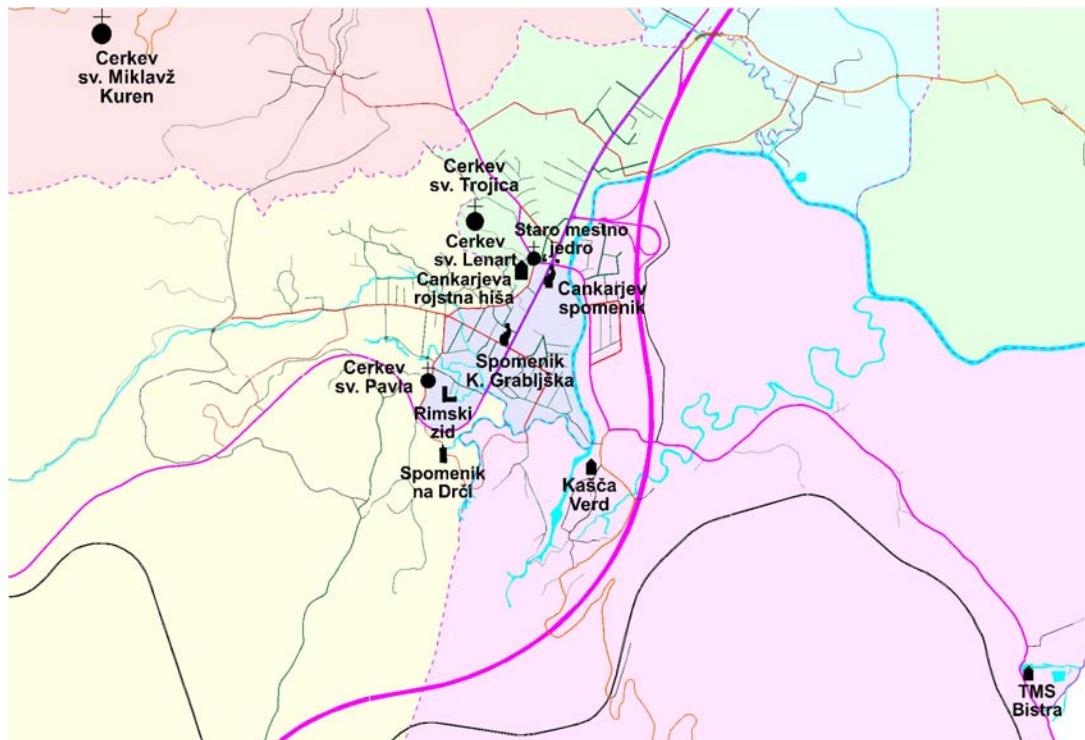 Cerkev
sv. Miklavž
Kuren
Cerkev
sv. Trojica
Staro mestno
jedro
Cerkev
sv. Lenart
Cankarjeva
rojstna hiša
Cankarjev
spomenik
Spomenik
K. Grabljška
Cerkev
sv. Pavla
Rimski
zid
Spomenik
na Drčl
Kašča
Verd
TMS
Bistra